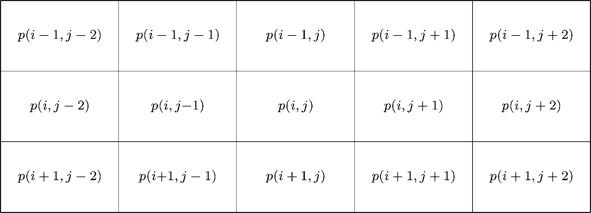 p(i − 1, j − 2) p(i − 1, j − 1) p(i − 1, j) p(i − 1, j + 1) p(i − 1, j + 2)
p(i, j − 2) p(i, j−1) p(i, j) p(i, j + 1) p(i, j + 2)
p(i + 1, j − 2) p(i+1, j − 1) p(i + 1, j) p(i + 1, j + 1) p(i + 1, j + 2)